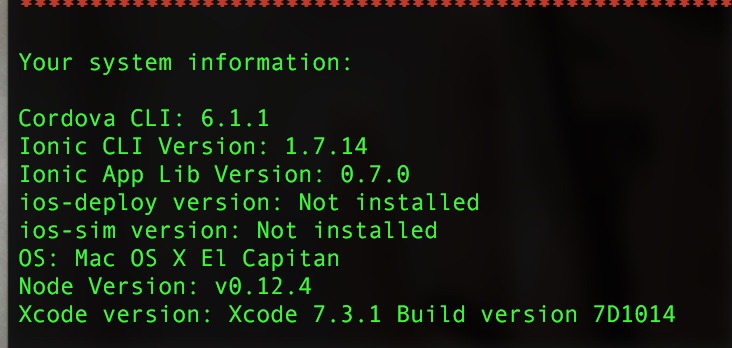 ******************************************************
Your system information:
Cordova CLI: 6.1.1
Ionic CLI Version: 1.7.14
Ionic App Lib Version: 0.7.0
ios-deploy version: Not installed
ios-sim version: Not installed
OS: Mac OS X El Capitan
Node Version: v0.12.4
Xcode version: Xcode 7.3.1 Build version 7D1014